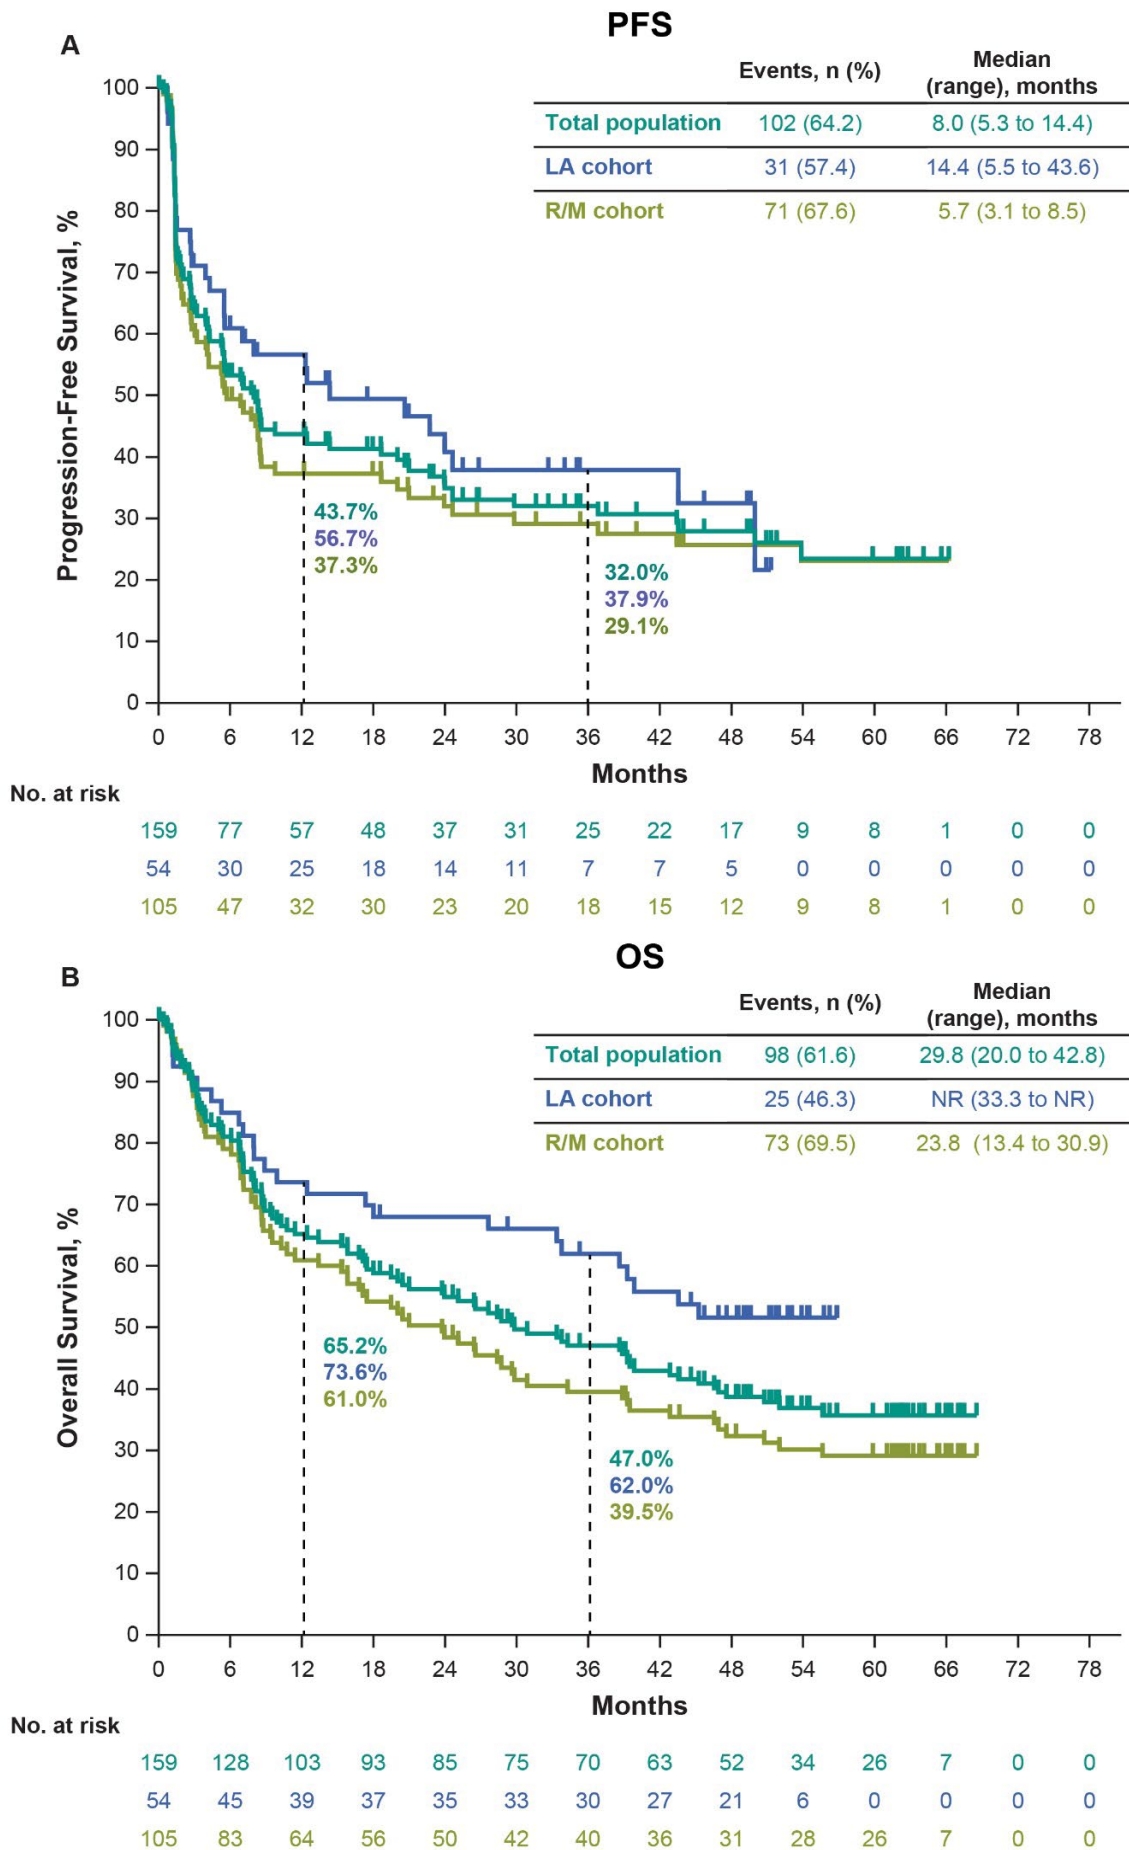 PFS
A
Events, n (%)
Median
(range), months
Total population 102 (64.2) 8.0 (5.3 to 14.4)
LA cohort 31 (57.4) 14.4 (5.5 to 43.6)
R/M cohort 71 (67.6) 5.7 (3.1 to 8.5)
Progression-Free Survival, %
100
90
80
70
60
50
40
30
20
10
0
43.7%
56.7%
37.3%
32.0%
37.9%
29.1%
0 6 12 18 24 30 36 42 48 54 60 66 72 78
Months
No. at risk
159 77 57 48 37 31 25 22 17 9 8 1 0 0
54 30 25 18 14 11 7 7 5 0 0 0 0 0
105 47 32 30 23 20 18 15 12 9 8 1 0 0
OS
B
Events, n (%)
Median
(range), months
Total population 98 (61.6) 29.8 (20.0 to 42.8)
LA cohort 25 (46.3) NR (33.3 to NR)
R/M cohort 73 (69.5) 23.8 (13.4 to 30.9)
Overall Survival, %
100
90
80
70
60
50
40
30
20
10
0
65.2%
73.6%
61.0%
47.0%
62.0%
39.5%
0 6 12 18 24 30 36 42 48 54 60 66 72 78
Months
No. at risk
159 128 103 93 85 75 70 63 52 34 26 7 0 0
54 45 39 37 35 33 30 27 21 6 0 0 0 0
105 83 64 56 50 42 40 36 31 28 26 7 0 0